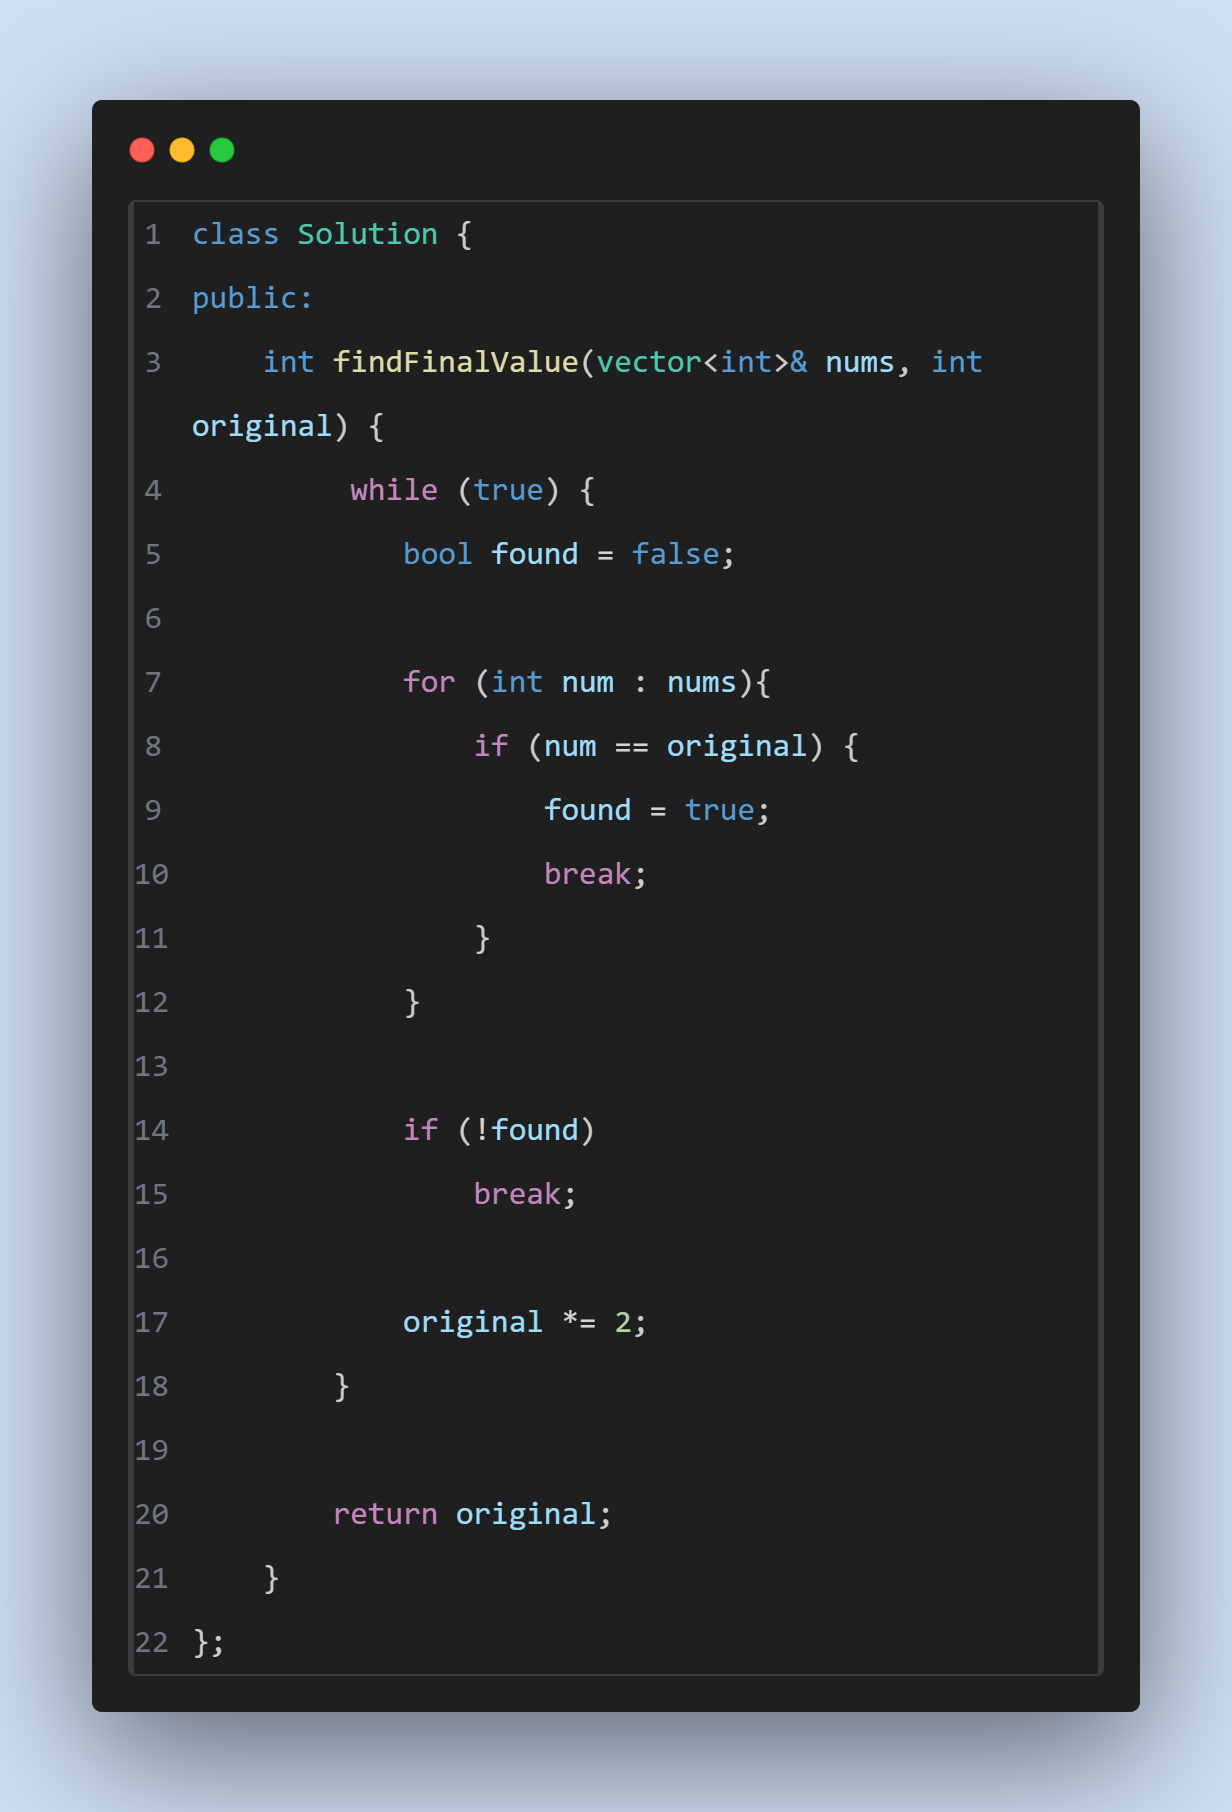 1 class Solution {
2 public:
3     int findFinalValue(vector<int>& nums, int
original) {
4          while (true) {
5             bool found = false;
6
7             for (int num : nums){
8                 if (num == original) {
9                     found = true;
10                     break;
11                 }
12             }
13
14             if (!found)
15                 break;
16
17             original *= 2;
18         }
19
20         return original;
21     }
22 };